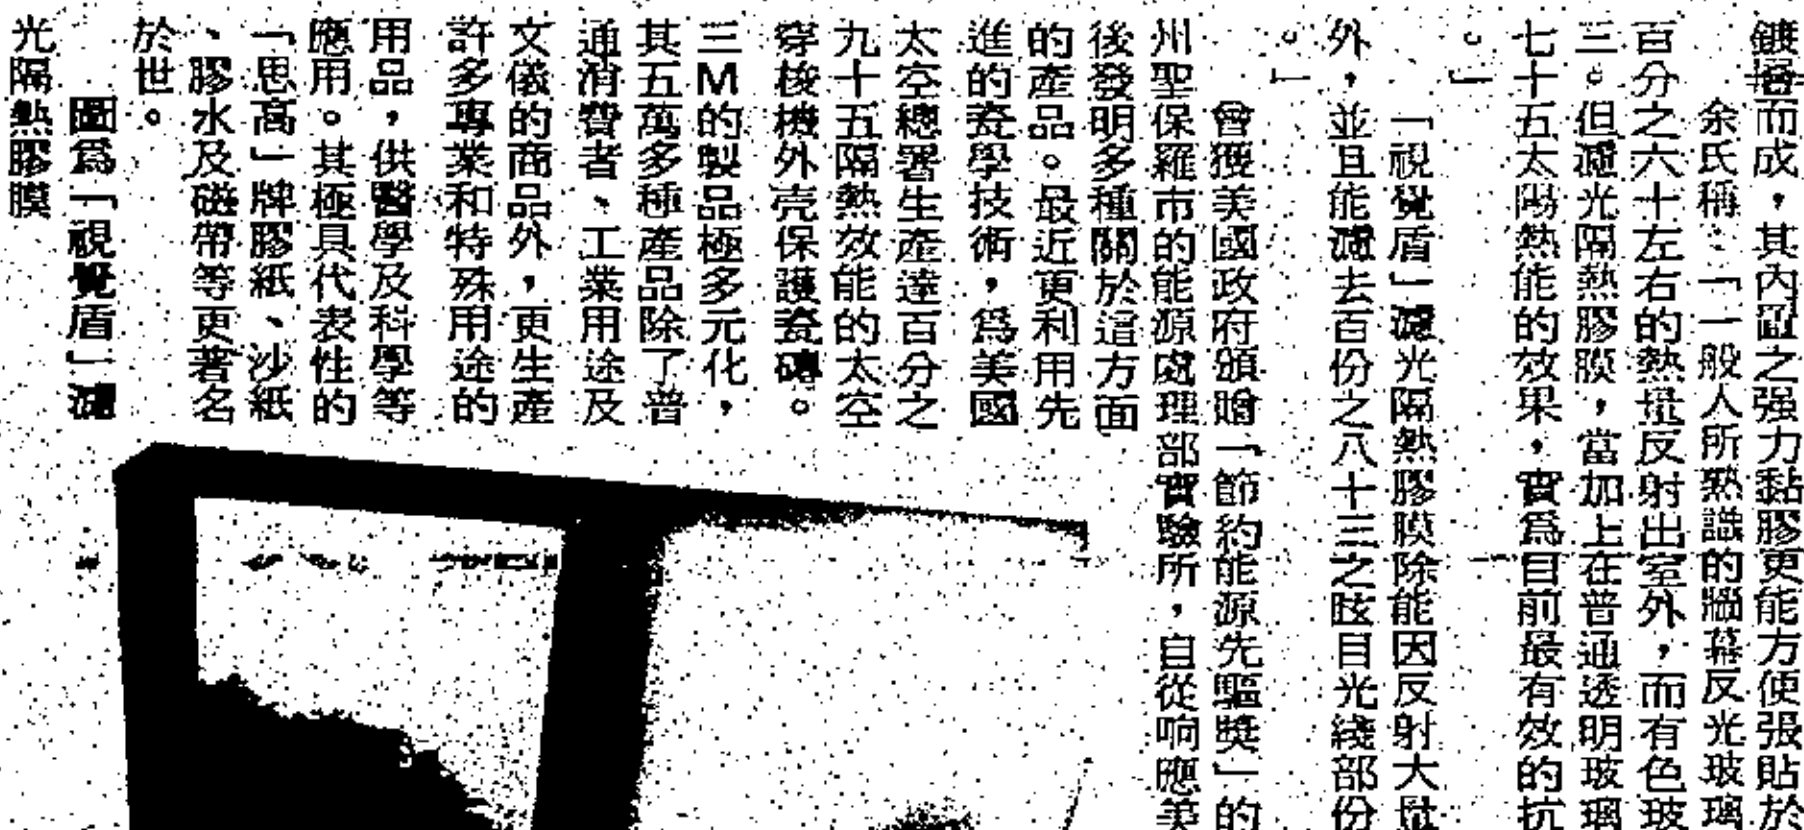 鍍層而成，其內面之强力黏膠更能方便張貼於
余氏稱：「一般人所熟識的牆幕反光玻璃
百分之六十左右的熱量反射出室外，而有色玻
三。但濾光隔熱膠膜，當加上在普通透明玻璃
七十五太陽熱能的效果，實爲目前最有效的抗
。」
「視覺盾」濾光隔熱膠膜除能因反射大量
外，並且能濾去百份之八十三之眩目光綫部份
。」
曾獲美國政府頒贈「節約能源先驅獎」的
州聖保羅市的能源處理部實驗所，自從响應美
後發明多種關於這方面
的產品。最近更利用先
進的瓷學技術，爲美國
太空總署生產達百分之
九十五隔熱效能的太空
穿梭機外壳保護瓷磚。
三M的製品極多元化，
其五萬多種產品除了普
通消費者、工業用途及
文儀的商品外，更生產
許多專業和特殊用途的
用品，供醫學及科學等
應用。其極具代表性的
「思高」牌膠紙、沙紙
、膠水及磁帶等更著名
於世。
圖爲「視覺盾」濾
光隔熱膠膜